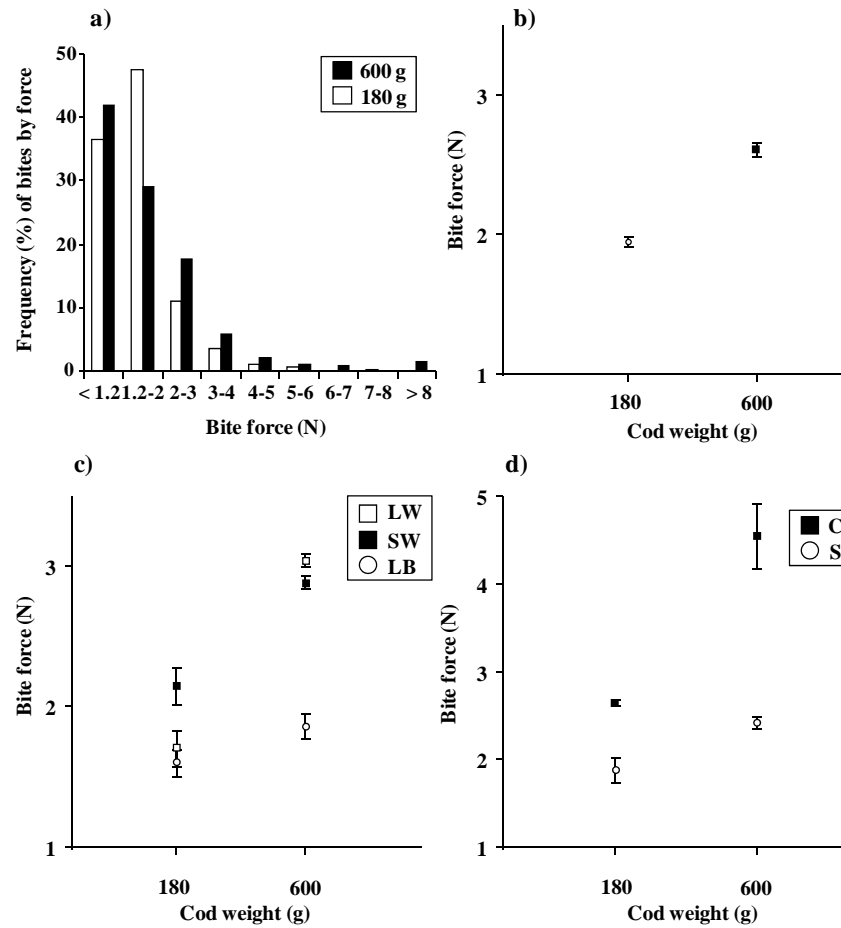 a)
Frequency (%) of bites by force
50
40
30
20
10
0
600 g
180 g
< 1.2 1.2-2 2-3 3-4 4-5 5-6 6-7 7-8 > 8
Bite force (N)
b)
Bite force (N)
3
2
1
180 600
Cod weight (g)
c)
Bite force (N)
3
2
1
LW
SW
LB
180 600
Cod weight (g)
d)
Bite force (N)
5
4
3
2
1
C
S
180 600
Cod weight (g)